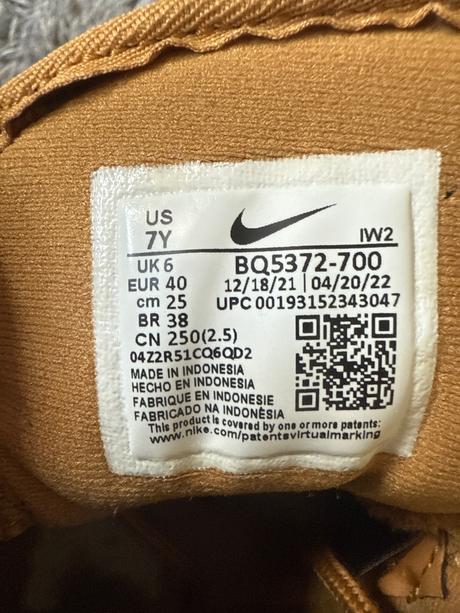 US
7Y
IW2
UK 6
BQ5372-700
EUR 40
12/18/21 | 04/20/22
cm 25
UPC 00193152343047
BR 38
CN 250(2.5)
04Z2R51CQ6QD2
MADE IN INDONESIA
HECHO EN INDONESIA
FABRIQUE EN INDONESIE
FABRICADO NA INDONÉSIA
This product is covered by one or more patents. See
www.nike.com/patentsvirtualmarking